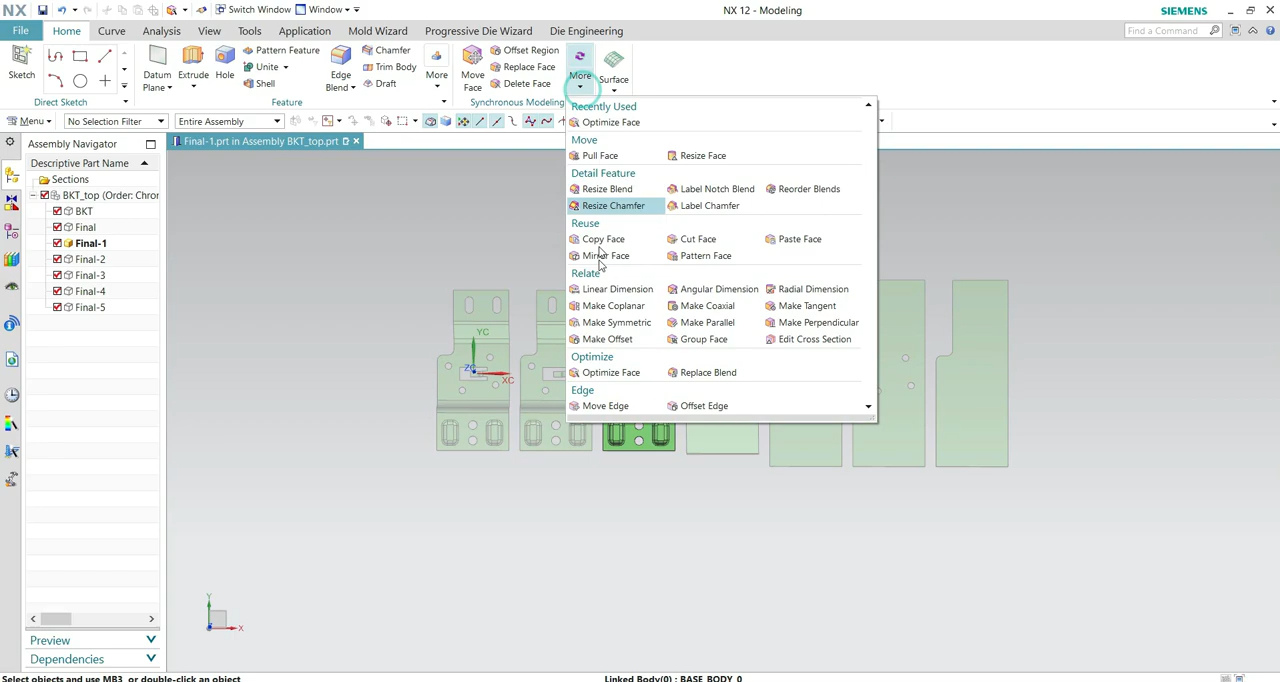 NX Switch Window Window NX 12 - Modeling SIEMENS
File Home Curve Analysis View Tools Application Mold Wizard Progressive Die Wizard Die Engineering Find a Command
Sketch Datum Plane Extrude Hole Pattern Feature Unite Shell Edge Blend Chamfer Trim Body Draft More Move Face Offset Region Replace Face Delete Face More Surface
Direct Sketch Feature Synchronous Modeling
Menu No Selection Filter Entire Assembly
Assembly Navigator Final-1.prt in Assembly BKT_top.prt
Descriptive Part Name
Sections
BKT_top (Order: Chror
BKT
Final
Final-1
Final-2
Final-3
Final-4
Final-5
Recently Used
Optimize Face
Move
Pull Face Resize Face
Detail Feature
Resize Blend Label Notch Blend Reorder Blends
Resize Chamfer Label Chamfer
Reuse
Copy Face Cut Face Paste Face
Mirror Face Pattern Face
Relate
Linear Dimension Angular Dimension Radial Dimension
Make Coplanar Make Coaxial Make Tangent
Make Symmetric Make Parallel Make Perpendicular
Make Offset Group Face Edit Cross Section
Optimize
Optimize Face Replace Blend
Edge
Move Edge Offset Edge
YC
ZC
XC
Y
X
Preview
Dependencies
Select objects and use MB3, or double-click an object Linked Body(0) : BASE_BODY_0